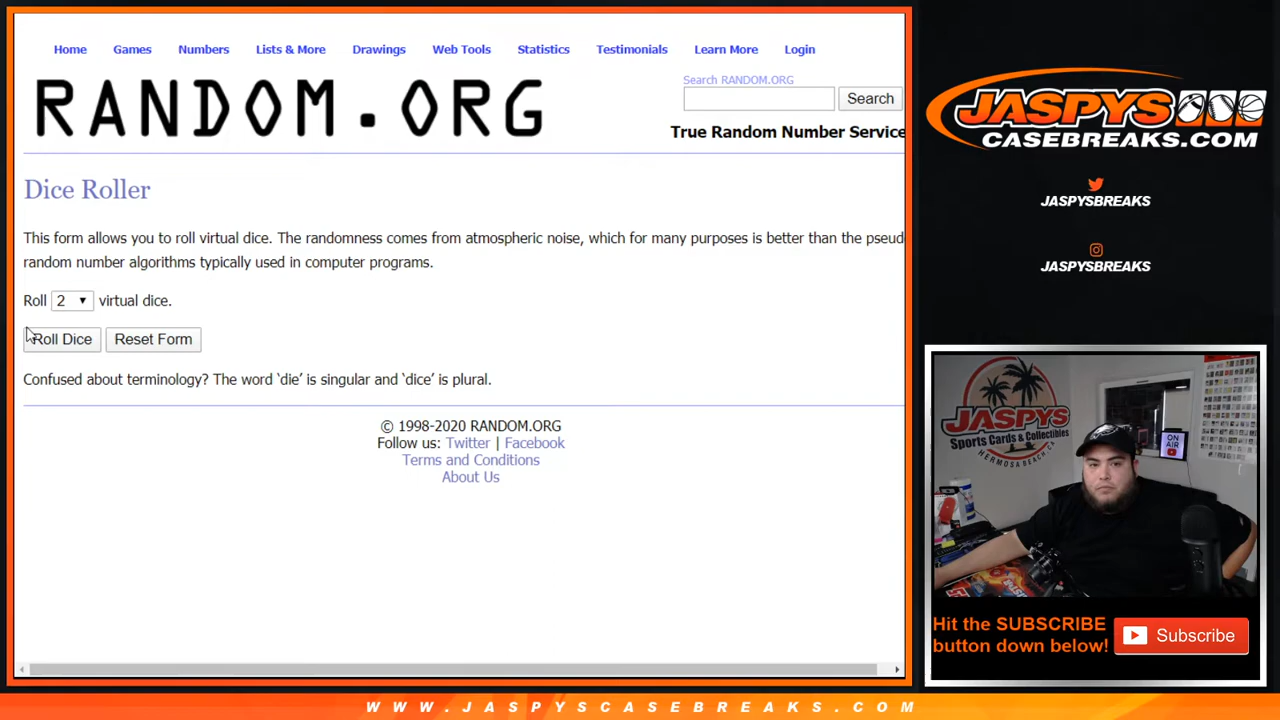 Home Games Numbers Lists & More Drawings Web Tools Statistics Testimonials Learn More Login
RANDOM.ORG
Search RANDOM.ORG
Search
True Random Number Service
Dice Roller
This form allows you to roll virtual dice. The randomness comes from atmospheric noise, which for many purposes is better than the pseud
random number algorithms typically used in computer programs.
Roll 2 virtual dice.
Roll Dice Reset Form
Confused about terminology? The word ‘die’ is singular and ‘dice’ is plural.
© 1998-2020 RANDOM.ORG
Follow us: Twitter | Facebook
Terms and Conditions
About Us
JASPYS
CASEBREAKS.COM
JASPYSBREAKS
JASPYSBREAKS
JASPYS
Sports Cards & Collectibles
HERMOSA BEACH, CA
ON
AIR
Hit the SUBSCRIBE
button down below!
Subscribe
WWW.JASPYSCASEBREAKS.COM